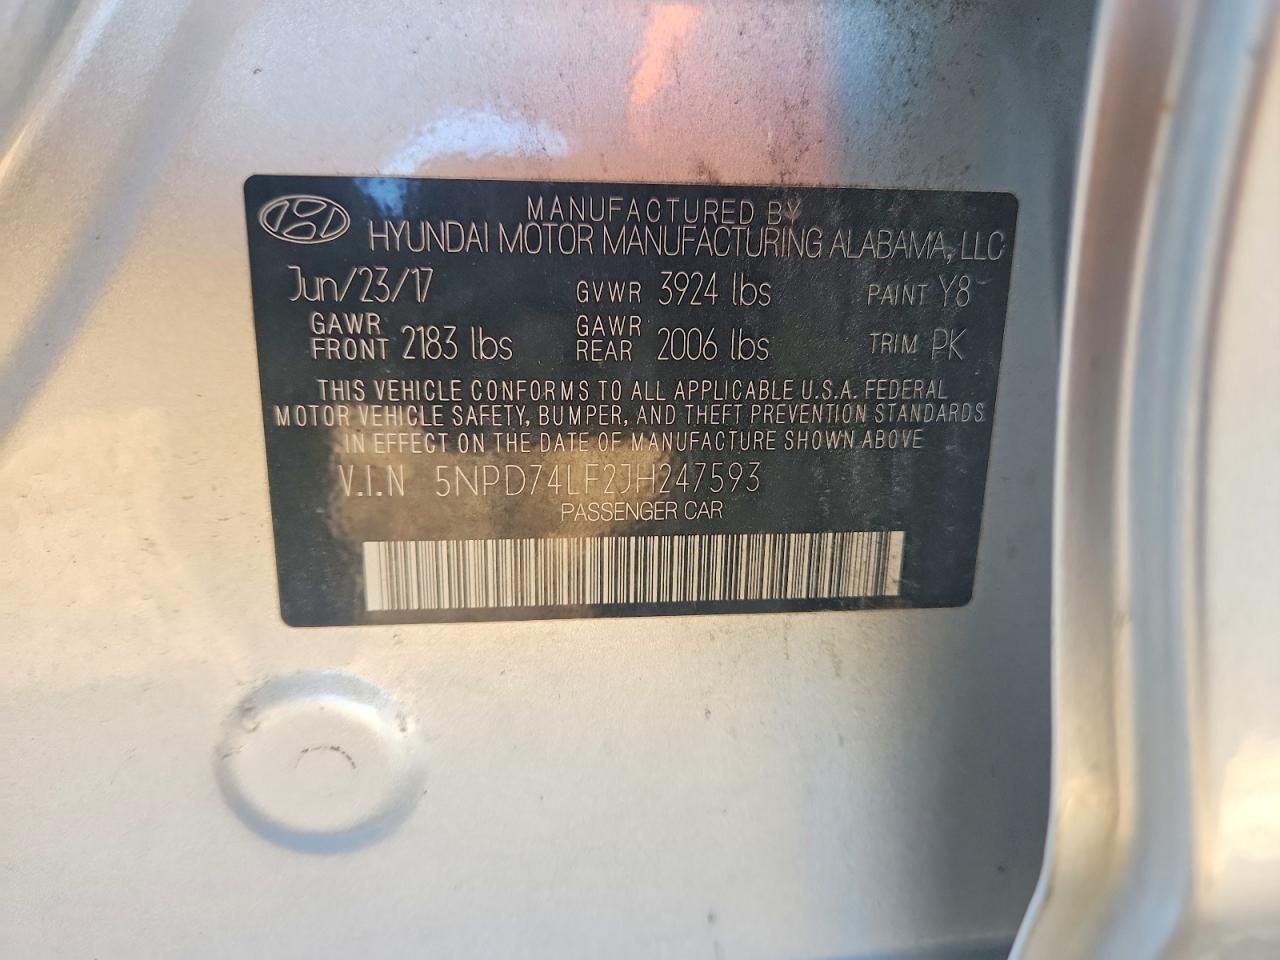 MANUFACTURED BY
HYUNDAI MOTOR MANUFACTURING ALABAMA, LLC
Jun/23/17 GVWR 3924 lbs PAINT Y8
GAWR FRONT 2183 lbs GAWR REAR 2006 lbs TRIM PK
THIS VEHICLE CONFORMS TO ALL APPLICABLE U.S.A. FEDERAL
MOTOR VEHICLE SAFETY, BUMPER, AND THEFT PREVENTION STANDARDS
IN EFFECT ON THE DATE OF MANUFACTURE SHOWN ABOVE
V.I.N 5NPD74LF2JH247593
PASSENGER CAR